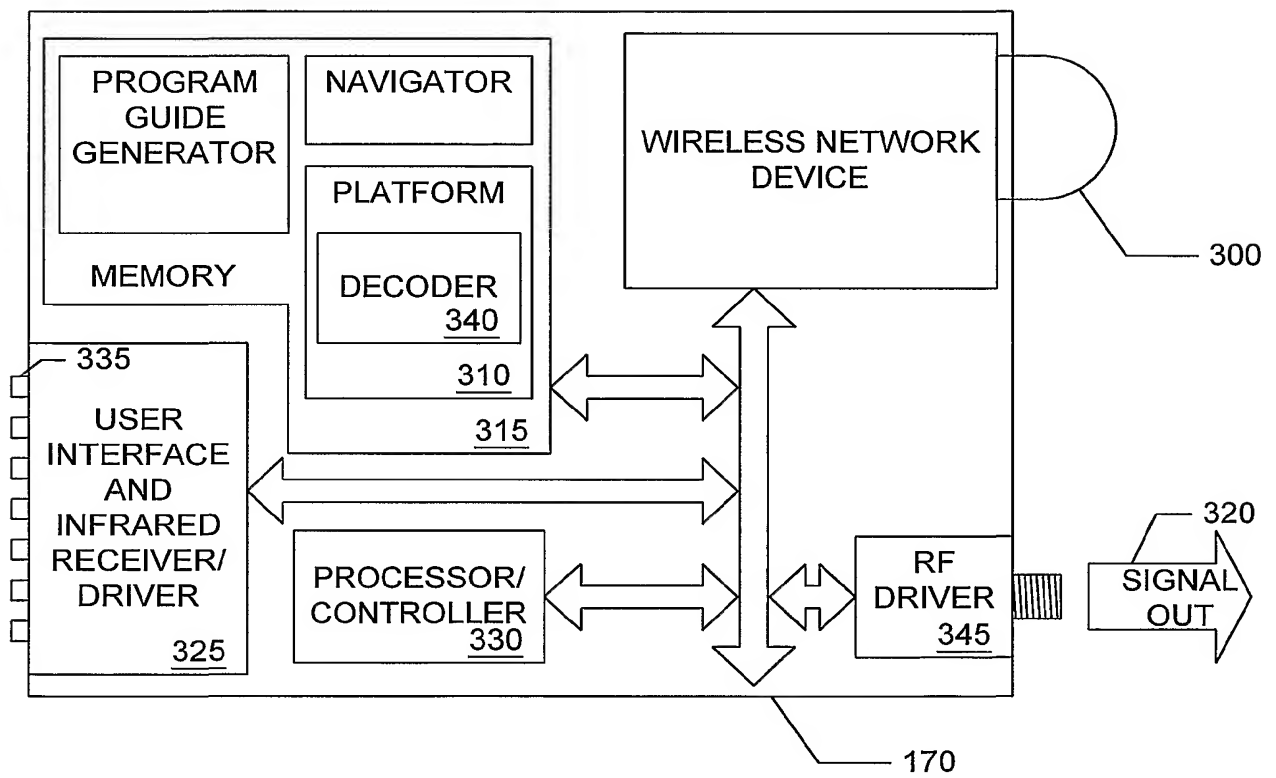 PROGRAM
GUIDE
GENERATOR
NAVIGATOR
PLATFORM
DECODER
340
310
MEMORY
315
WIRELESS NETWORK
DEVICE
300
335
USER
INTERFACE
AND
INFRARED
RECEIVER/
DRIVER
325
PROCESSOR/
CONTROLLER
330
RF
DRIVER
345
320
SIGNAL
OUT
170